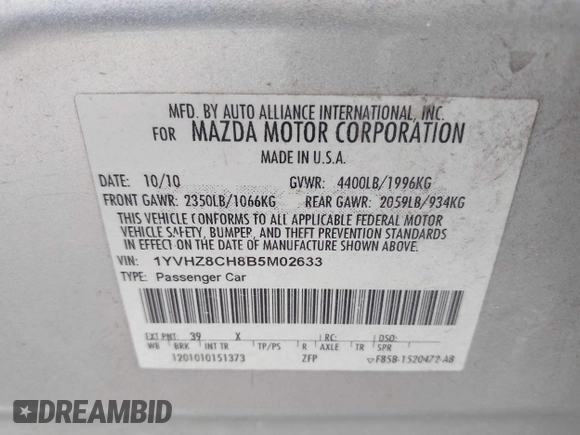 MFD. BY AUTO ALLIANCE INTERNATIONAL, INC.
FOR MAZDA MOTOR CORPORATION
MADE IN U.S.A.
DATE: 10/10 GVWR: 4400LB/1996KG
FRONT GAWR: 2350LB/1066KG REAR GAWR: 2059LB/934KG
THIS VEHICLE CONFORMS TO ALL APPLICABLE FEDERAL MOTOR
VEHICLE SAFETY, BUMPER, AND THEFT PREVENTION STANDARDS
IN EFFECT ON THE DATE OF MANUFACTURE SHOWN ABOVE.
VIN: 1YVHZ8CH8B5M02633
TYPE: Passenger Car
EXT PNT: 39 X RC: DSO:
WB BRK INT TR TP/PS R AXLE TR SPR
1201010151373 ZFP F85B-1520472-AB
DREAMBID